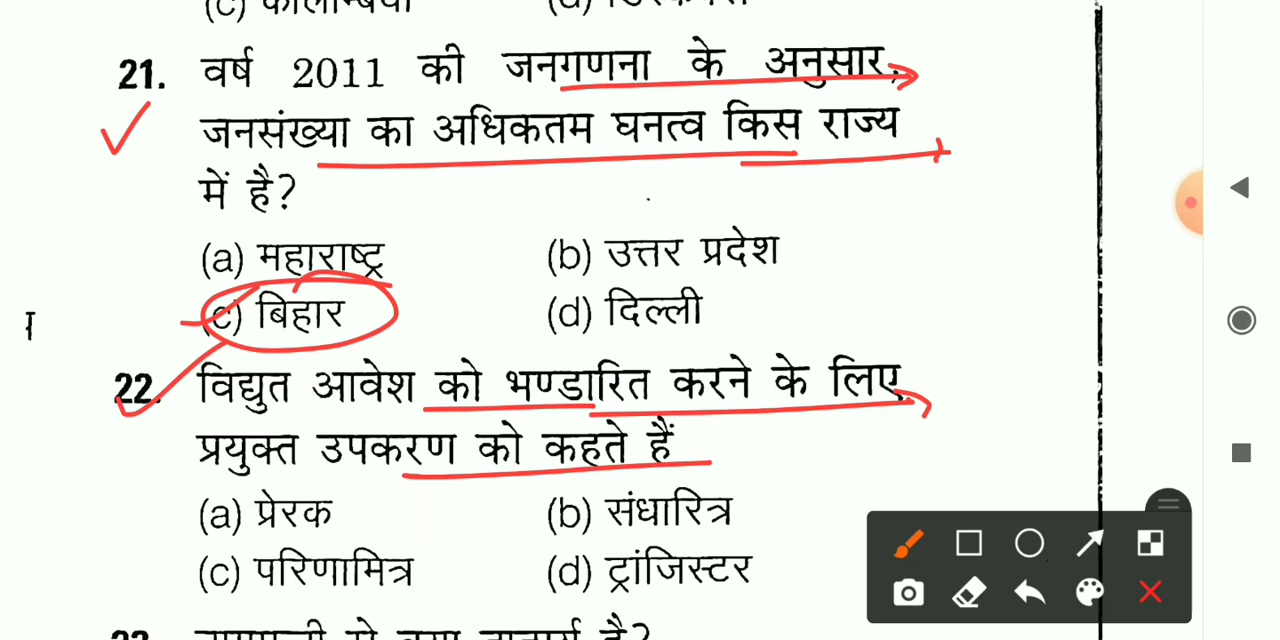 21. वर्ष 2011 की जनगणना के अनुसार,
जनसंख्या का अधिकतम घनत्व किस राज्य
में है?
(a) महाराष्ट्र (b) उत्तर प्रदेश
(c) बिहार (d) दिल्ली
22. विद्युत आवेश को भण्डारित करने के लिए
प्रयुक्त उपकरण को कहते हैं
(a) प्रेरक (b) संधारित्र
(c) परिणामित्र (d) ट्रांजिस्टर